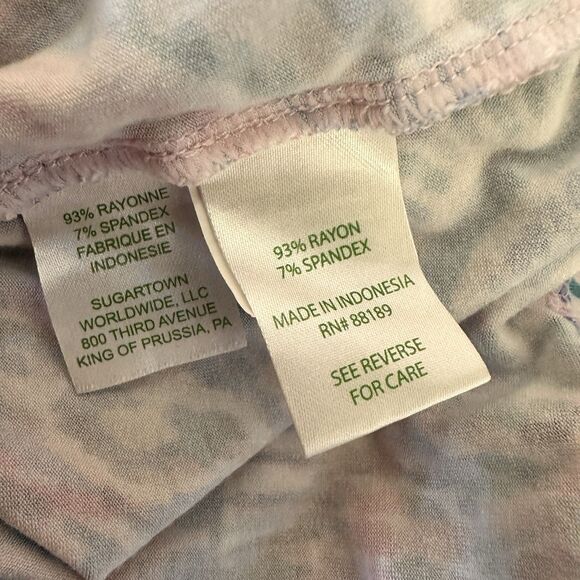 93% RAYONNE
7% SPANDEX
FABRIQUE EN
INDONESIE
SUGARTOWN
WORLDWIDE, LLC
800 THIRD AVENUE
KING OF PRUSSIA, PA
93% RAYON
7% SPANDEX
MADE IN INDONESIA
RN# 88189
SEE REVERSE
FOR CARE